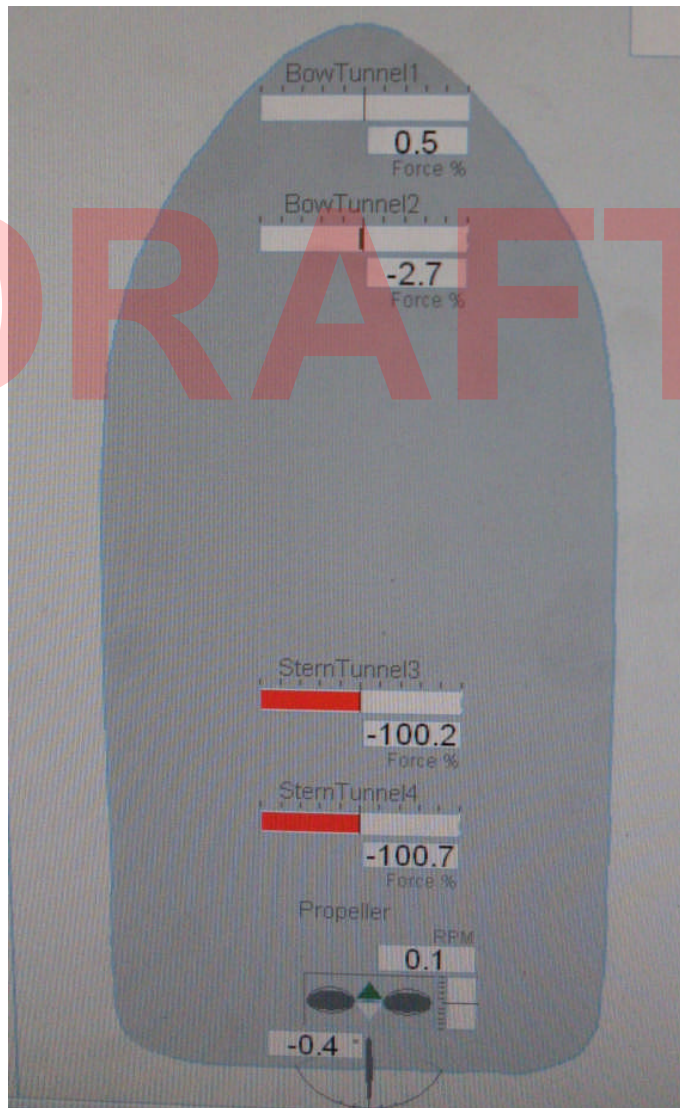 BowTunnel1
0.5
Force %
BowTunnel2
-2.7
Force %
DRAFT
SternTunnel3
-100.2
Force %
SternTunnel4
-100.7
Force %
Propeller
RPM
0.1
-0.4 °